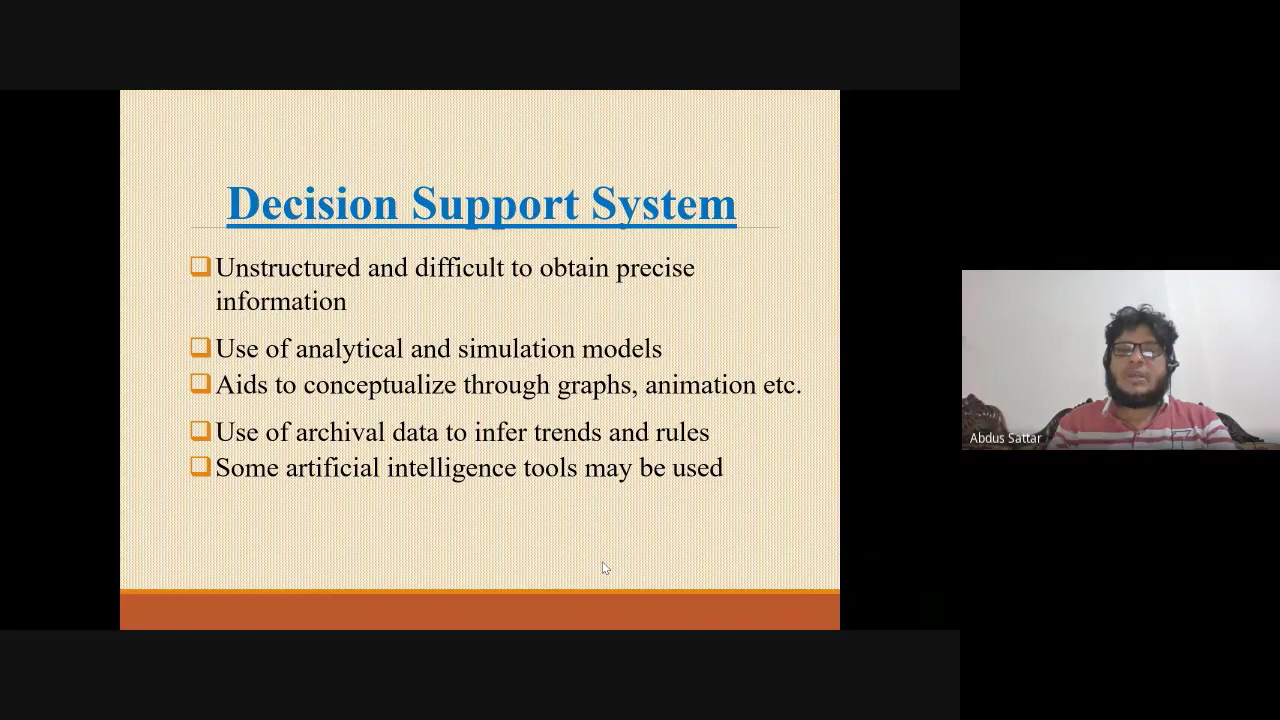 Decision Support System
Unstructured and difficult to obtain precise
information
Use of analytical and simulation models
Aids to conceptualize through graphs, animation etc.
Use of archival data to infer trends and rules
Some artificial intelligence tools may be used
Abdus Sattar